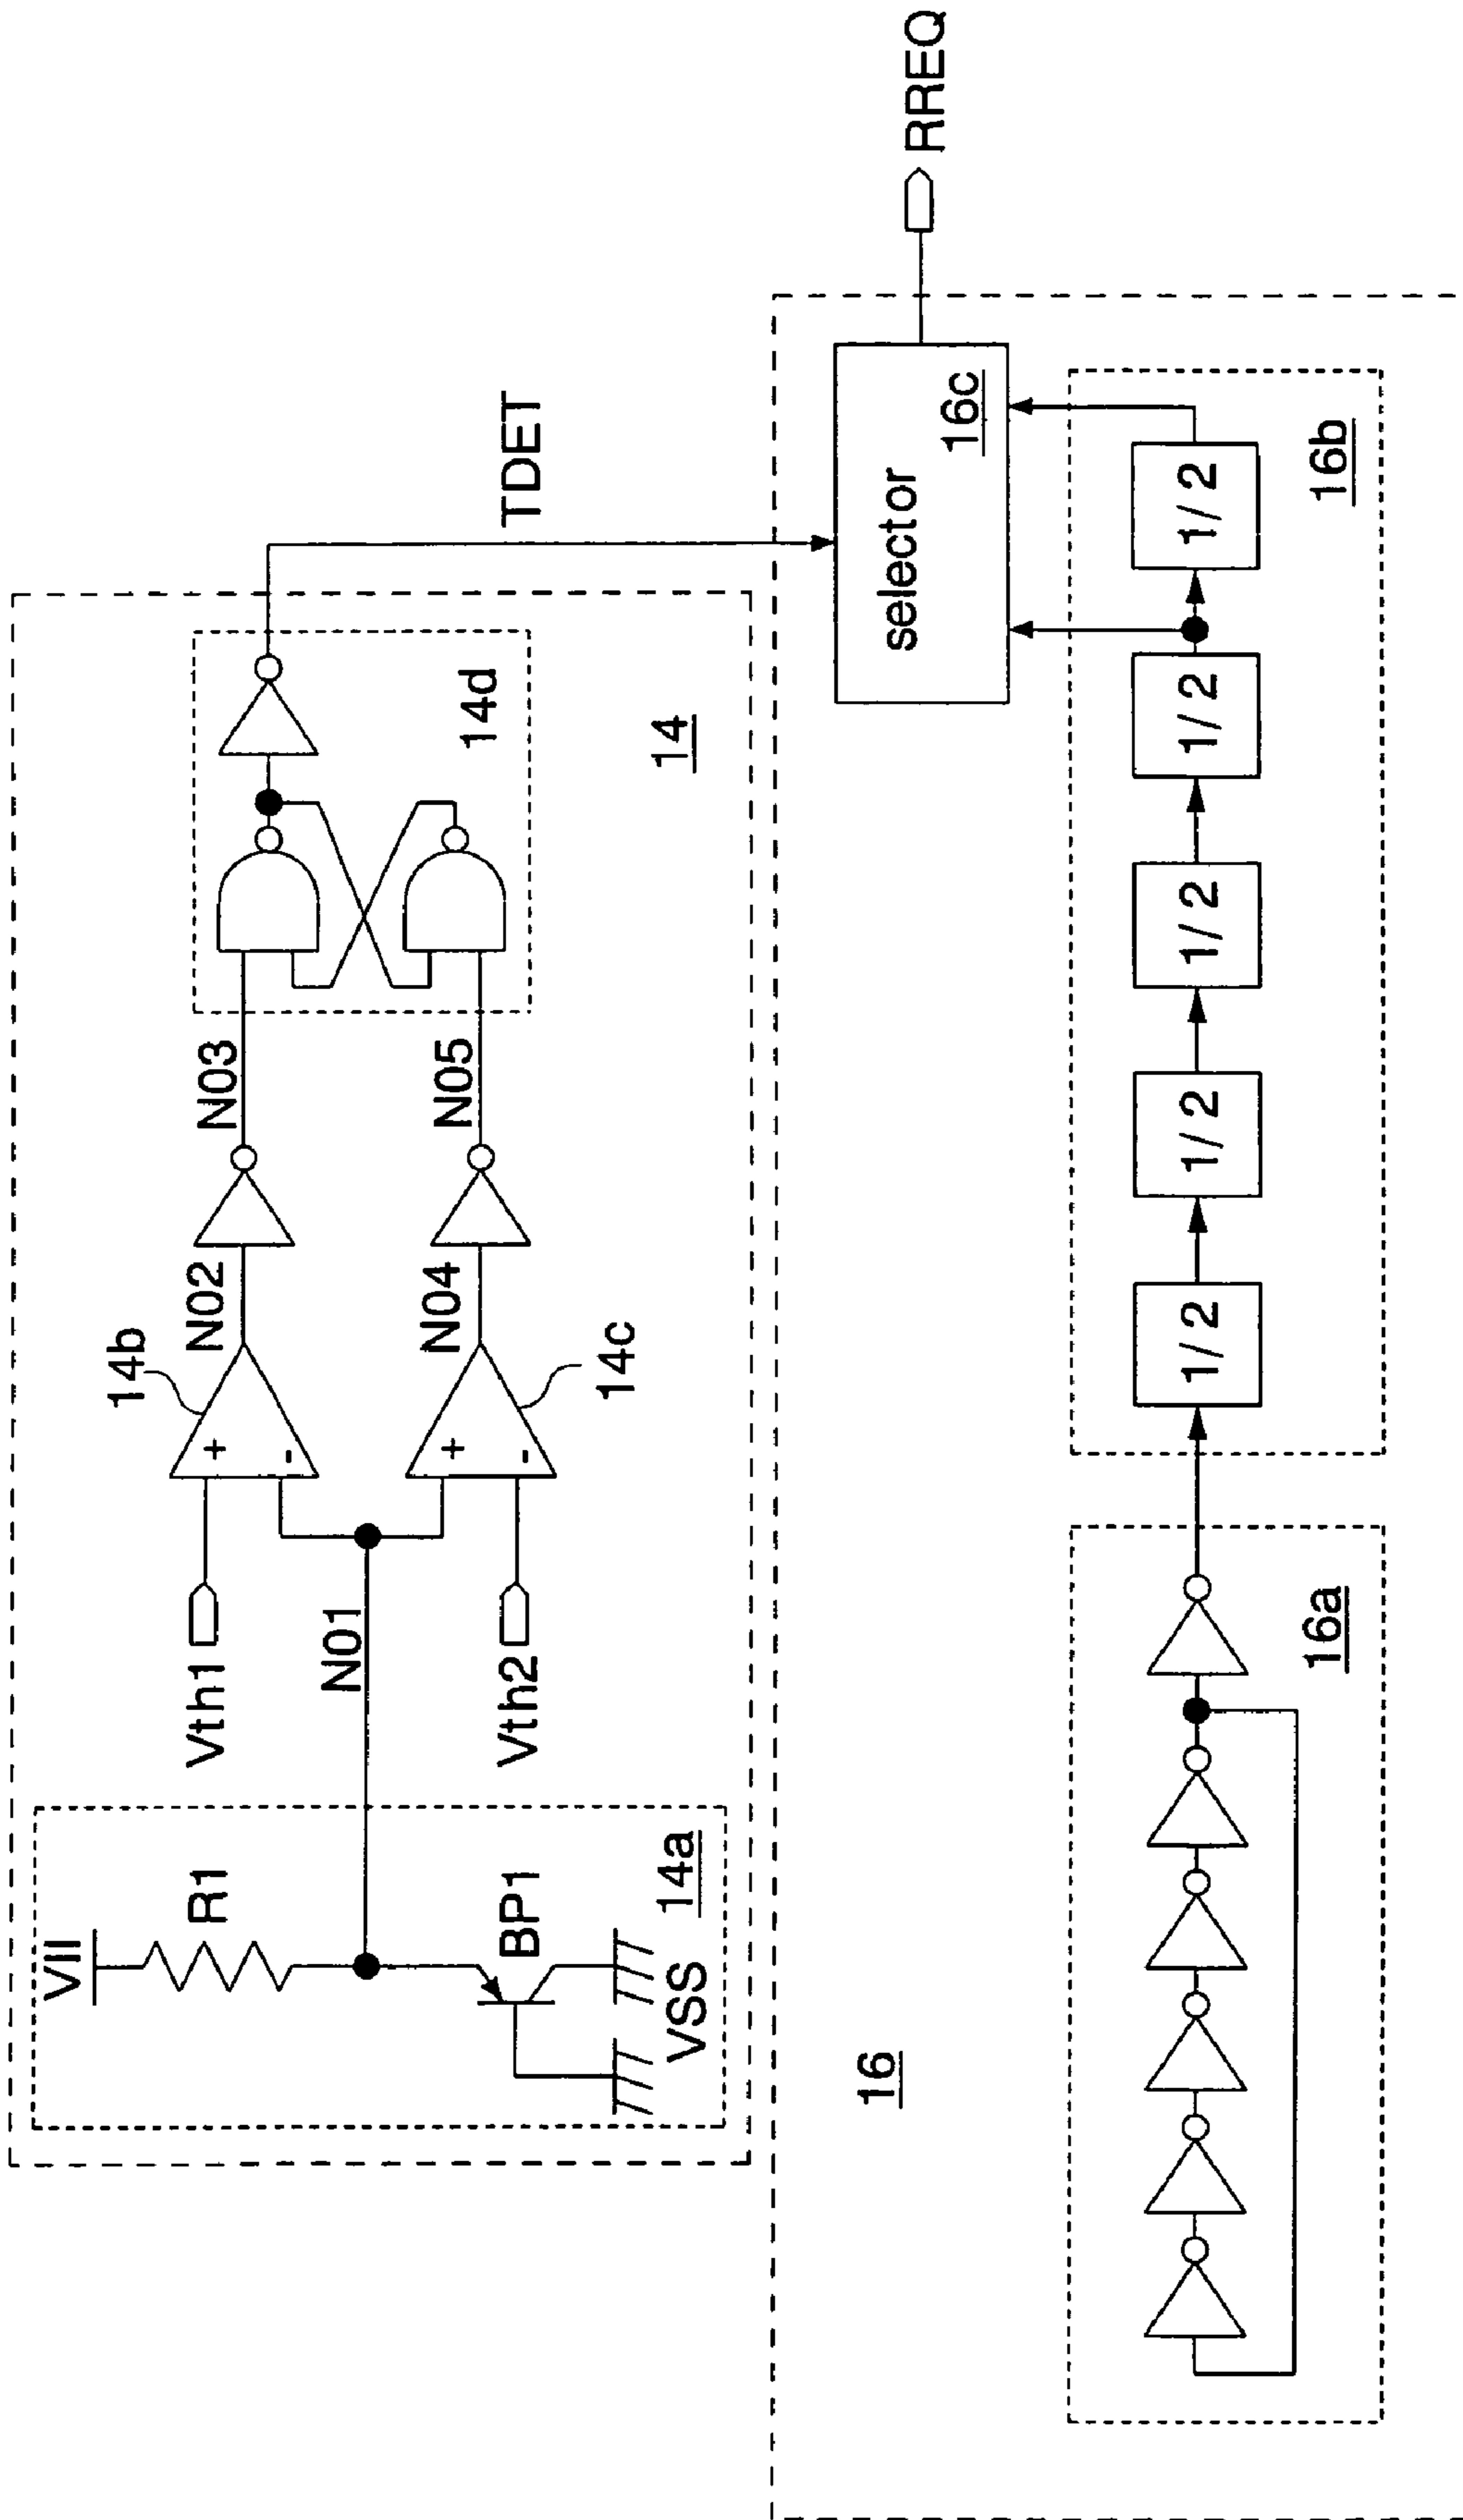 VII
R1
BP1
VSS
14a
N01
Vth1
Vth2
14b
+
-
14c
+
-
N02
N04
N03
N05
14d
14
TDET
selector
16c
RREQ
16
16a
1/2
1/2
1/2
1/2
1/2
16b